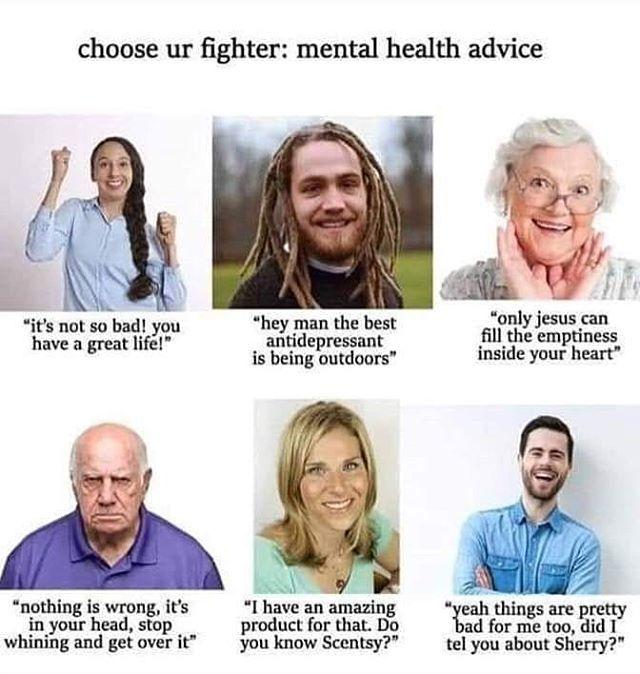 choose ur fighter: mental health advice
"it's not so bad! you
have a great life!"
"hey man the best
antidepressant
is being outdoors"
"only jesus can
fill the emptiness
inside your heart"
"nothing is wrong, it's
in your head, stop
whining and get over it"
"I have an amazing
product for that. Do
you know Scentsy?"
"yeah things are pretty
bad for me too, did I
tel you about Sherry?"